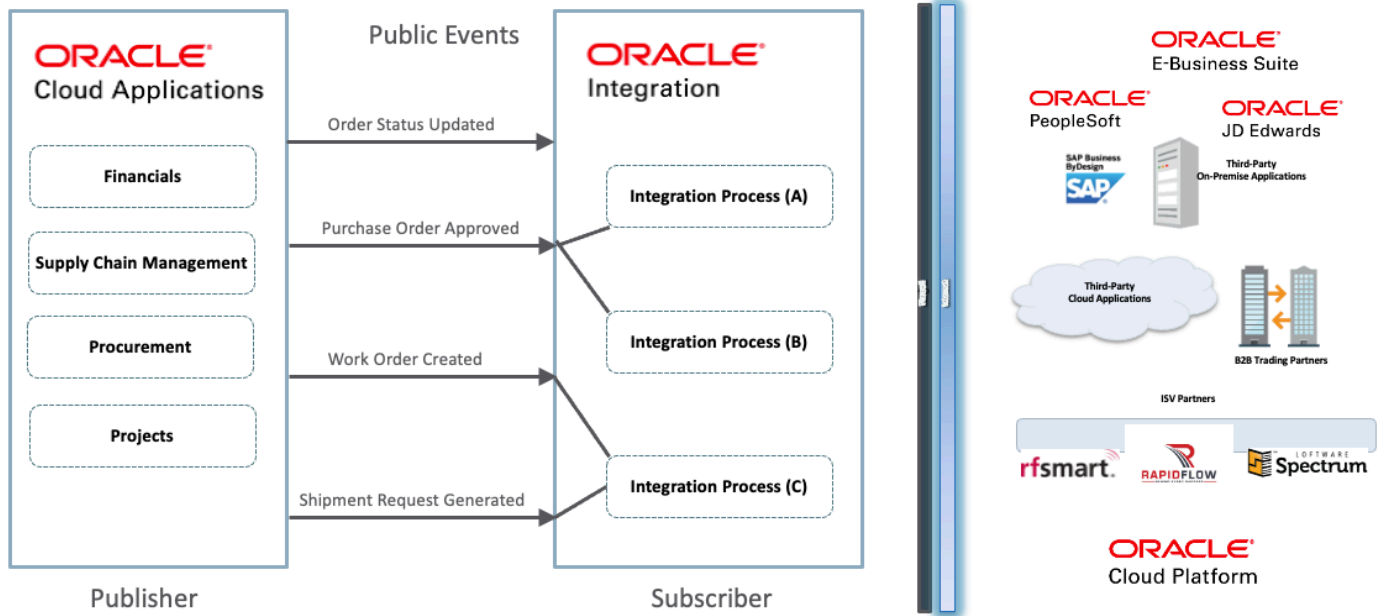 ORACLE
Cloud Applications
Financials
Supply Chain Management
Procurement
Projects
Publisher
Public Events
Order Status Updated
Purchase Order Approved
Work Order Created
Shipment Request Generated
ORACLE
Integration
Integration Process (A)
Integration Process (B)
Integration Process (C)
Subscriber
ORACLE
E-Business Suite
ORACLE
PeopleSoft
ORACLE
JD Edwards
SAP Business
ByDesign
SAP
Third-Party
On-Premise Applications
Third-Party
Cloud Applications
B2B Trading Partners
ISV Partners
rfsmart.
RAPIDFLOW
LOFTWARE
Spectrum
ORACLE
Cloud Platform